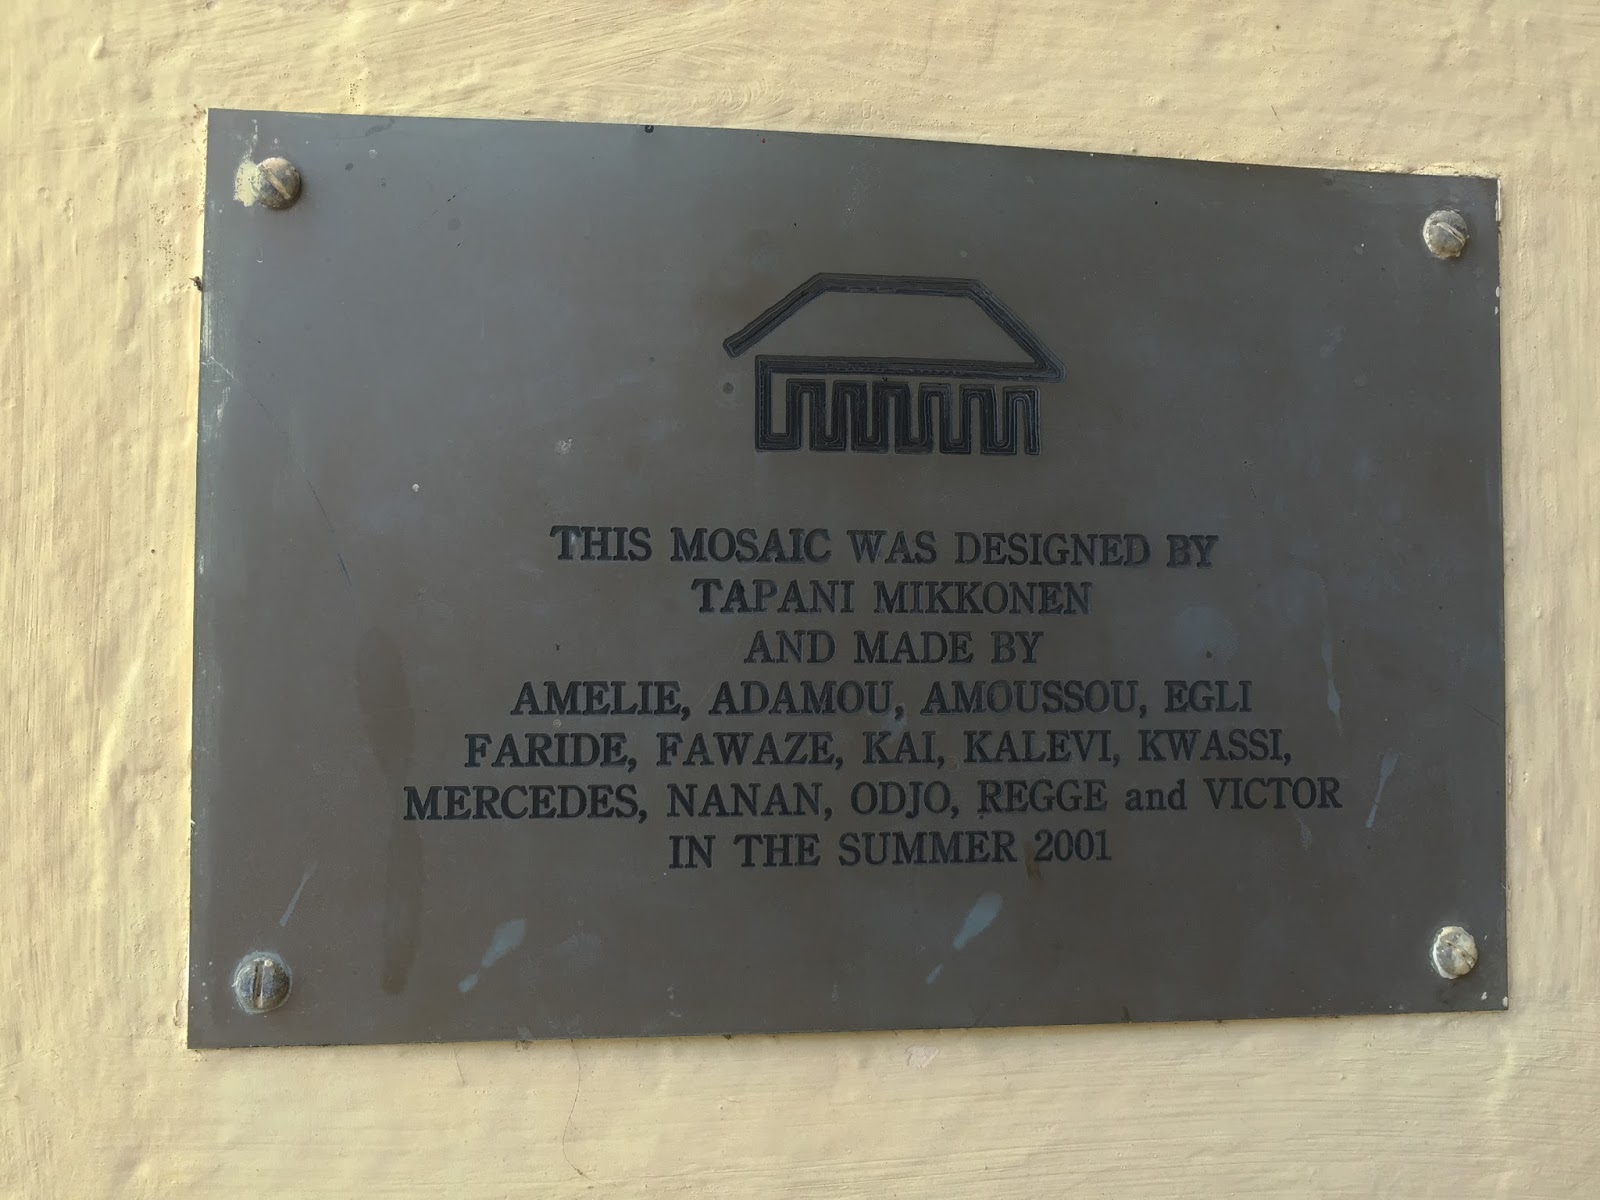 THIS MOSAIC WAS DESIGNED BY
TAPANI MIKKONEN
AND MADE BY
AMELIE, ADAMOU, AMOUSSOU, EGLI
FARIDE, FAWAZE, KAI, KALEVI, KWASSI,
MERCEDES, NANAN, ODJO, REGGE and VICTOR
IN THE SUMMER 2001